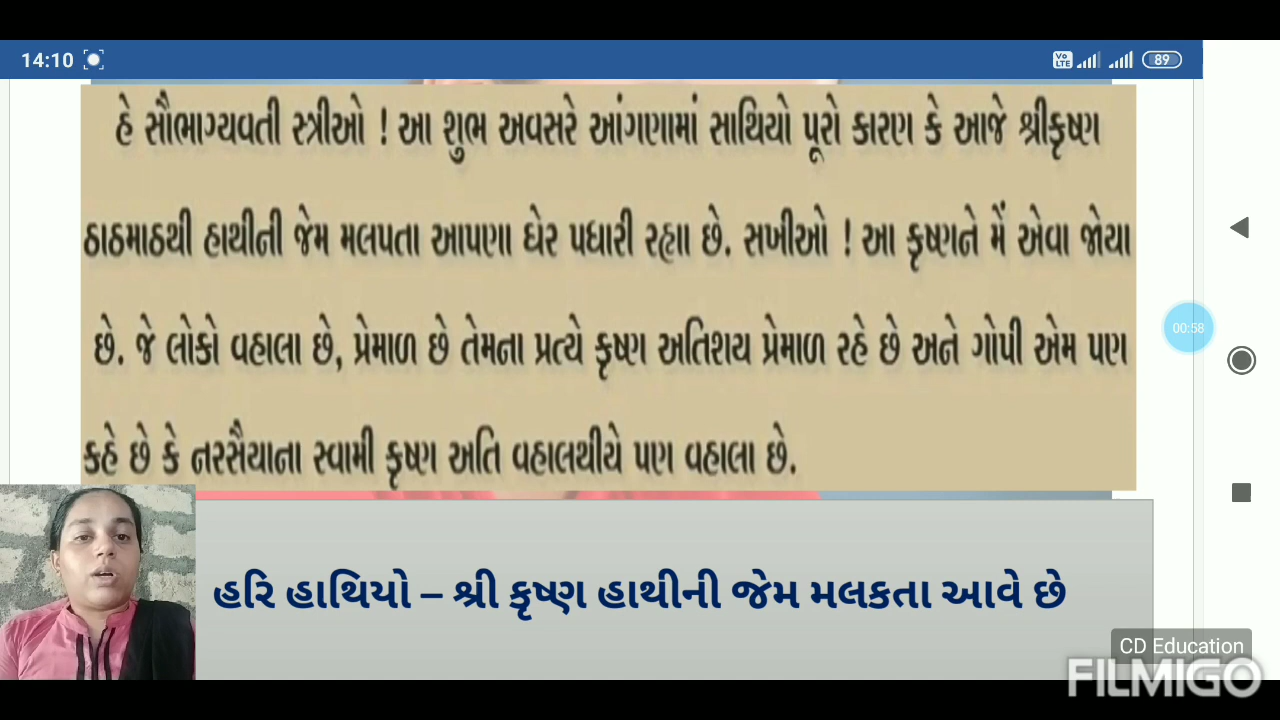 14:10
Vo LTE
89
હે સૌભાગ્યવતી સ્ત્રીઓ ! આ શુભ અવસરે આંગણામાં સાથિયો પૂરો કારણ કે આજે શ્રીકૃષ્ણ
ઠાઠમાઠથી હાથીની જેમ મલપતા આપણા ઘેર પધારી રહ્યા છે. સખીઓ ! આ કૃષ્ણને મેં એવા જોયા
છે. જે લોકો વહાલા છે, પ્રેમાળ છે તેમના પ્રત્યે કૃષ્ણ અતિશય પ્રેમાળ રહે છે અને ગોપી એમ પણ
કહે છે કે નરસૈયાના સ્વામી કૃષ્ણ અતિ વહાલથીયે પણ વહાલા છે.
00:58
હરિ હાથિયો – શ્રી કૃષ્ણ હાથીની જેમ મલકતા આવે છે
CD Education
FILMIGO